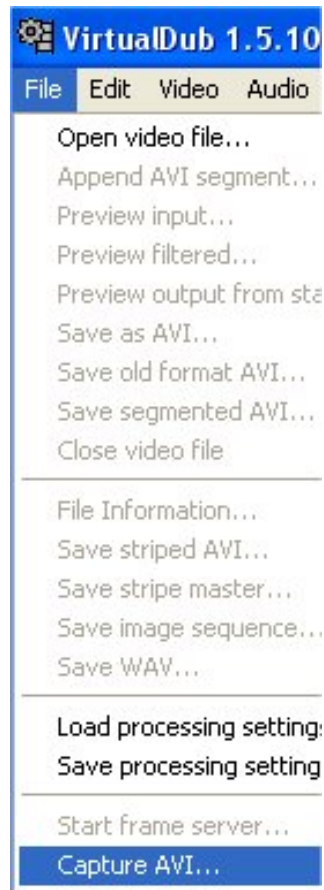 VirtualDub 1.5.10
File Edit Video Audio
Open video file...
Append AVI segment...
Preview input...
Preview filtered...
Preview output from sta
Save as AVI...
Save old format AVI...
Save segmented AVI...
Close video file
File Information...
Save striped AVI...
Save stripe master...
Save image sequence...
Save WAV...
Load processing settings
Save processing setting
Start frame server...
Capture AVI...